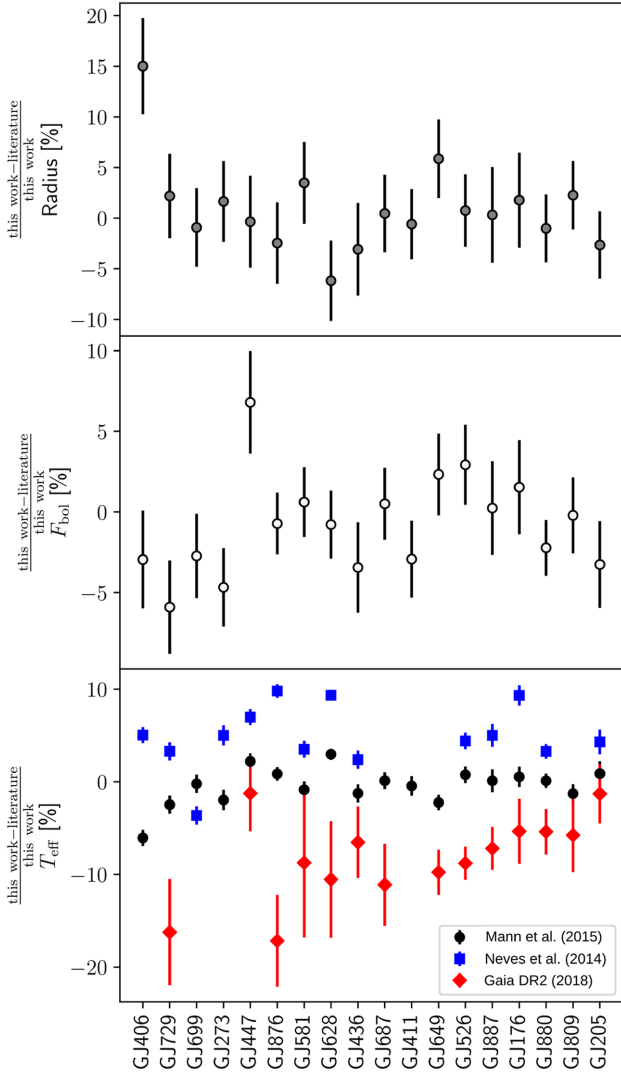 20
15
10
5
0
−5
−10
this work−literature
this work
Radius [%]
10
5
0
−5
this work−literature
this work
F_bol [%]
10
0
−10
−20
this work−literature
this work
T_eff [%]
Mann et al. (2015)
Neves et al. (2014)
Gaia DR2 (2018)
GJ406
GJ729
GJ699
GJ273
GJ447
GJ876
GJ581
GJ628
GJ436
GJ687
GJ411
GJ649
GJ526
GJ887
GJ176
GJ880
GJ809
GJ205